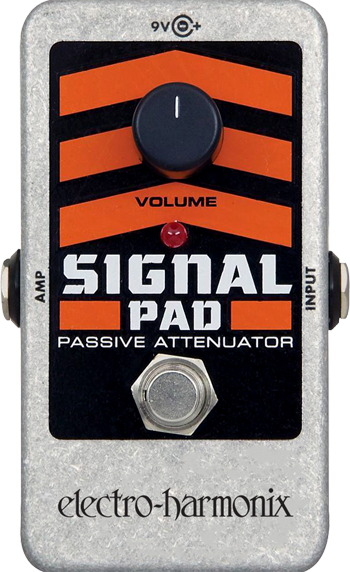 9V +
VOLUME
AMP
INPUT
SIGNAL
PAD
PASSIVE ATTENUATOR
electro-harmonix